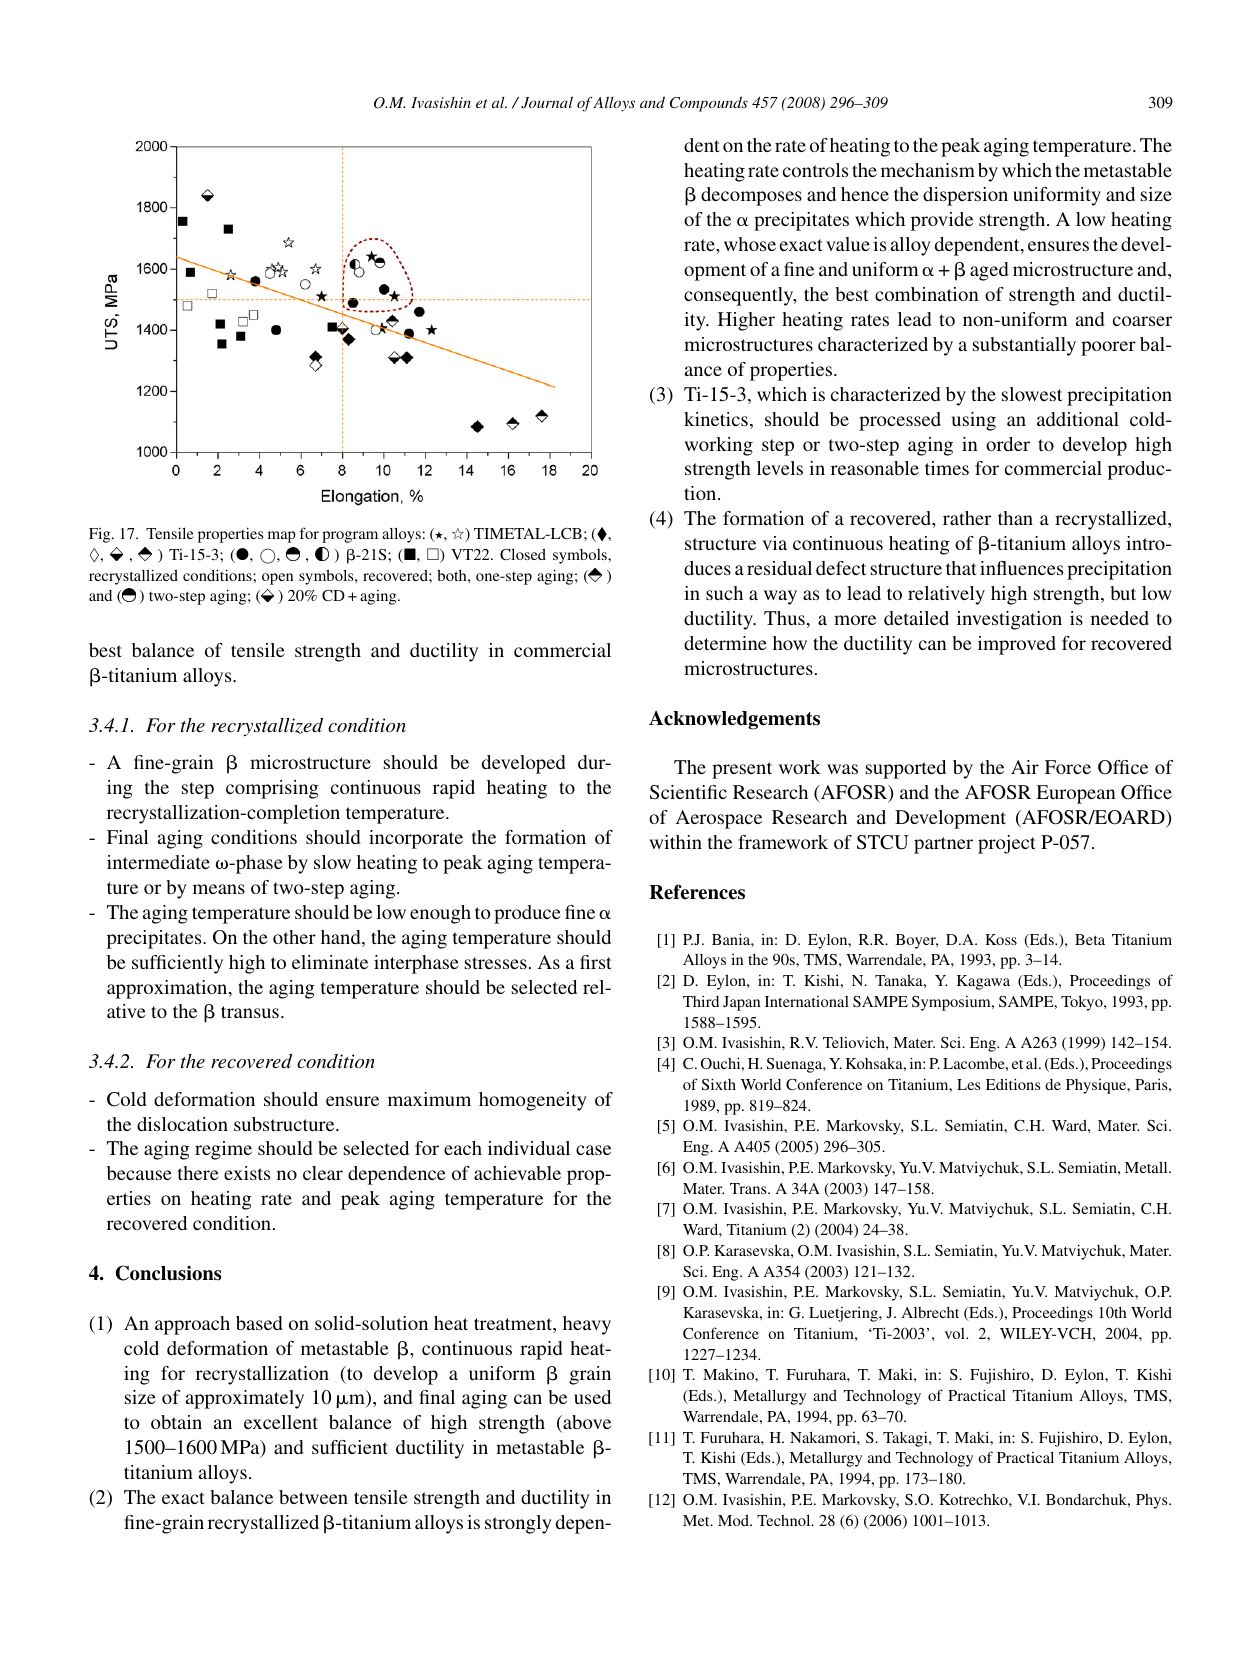 O.M. Ivasishin et al. / Journal of Alloys and Compounds 457 (2008) 296–309
309
2000
1800
1600
1400
1200
1000
UTS, MPa
0 2 4 6 8 10 12 14 16 18 20
Elongation, %
Fig. 17. Tensile properties map for program alloys: (★, ☆) TIMETAL-LCB; (♦,
◊, ⬙, ⬘) Ti-15-3; (●, ○, ◓, ◐) β-21S; (■, □) VT22. Closed symbols,
recrystallized conditions; open symbols, recovered; both, one-step aging; (⬘)
and (◓) two-step aging; (⬙) 20% CD + aging.
best balance of tensile strength and ductility in commercial
β-titanium alloys.
3.4.1. For the recrystallized condition
- A fine-grain β microstructure should be developed dur-
ing the step comprising continuous rapid heating to the
recrystallization-completion temperature.
- Final aging conditions should incorporate the formation of
intermediate ω-phase by slow heating to peak aging tempera-
ture or by means of two-step aging.
- The aging temperature should be low enough to produce fine α
precipitates. On the other hand, the aging temperature should
be sufficiently high to eliminate interphase stresses. As a first
approximation, the aging temperature should be selected rel-
ative to the β transus.
3.4.2. For the recovered condition
- Cold deformation should ensure maximum homogeneity of
the dislocation substructure.
- The aging regime should be selected for each individual case
because there exists no clear dependence of achievable prop-
erties on heating rate and peak aging temperature for the
recovered condition.
4. Conclusions
(1) An approach based on solid-solution heat treatment, heavy
cold deformation of metastable β, continuous rapid heat-
ing for recrystallization (to develop a uniform β grain
size of approximately 10 μm), and final aging can be used
to obtain an excellent balance of high strength (above
1500–1600 MPa) and sufficient ductility in metastable β-
titanium alloys.
(2) The exact balance between tensile strength and ductility in
fine-grain recrystallized β-titanium alloys is strongly depen-
dent on the rate of heating to the peak aging temperature. The
heating rate controls the mechanism by which the metastable
β decomposes and hence the dispersion uniformity and size
of the α precipitates which provide strength. A low heating
rate, whose exact value is alloy dependent, ensures the devel-
opment of a fine and uniform α + β aged microstructure and,
consequently, the best combination of strength and ductil-
ity. Higher heating rates lead to non-uniform and coarser
microstructures characterized by a substantially poorer bal-
ance of properties.
(3) Ti-15-3, which is characterized by the slowest precipitation
kinetics, should be processed using an additional cold-
working step or two-step aging in order to develop high
strength levels in reasonable times for commercial produc-
tion.
(4) The formation of a recovered, rather than a recrystallized,
structure via continuous heating of β-titanium alloys intro-
duces a residual defect structure that influences precipitation
in such a way as to lead to relatively high strength, but low
ductility. Thus, a more detailed investigation is needed to
determine how the ductility can be improved for recovered
microstructures.
Acknowledgements
The present work was supported by the Air Force Office of
Scientific Research (AFOSR) and the AFOSR European Office
of Aerospace Research and Development (AFOSR/EOARD)
within the framework of STCU partner project P-057.
References
[1] P.J. Bania, in: D. Eylon, R.R. Boyer, D.A. Koss (Eds.), Beta Titanium
Alloys in the 90s, TMS, Warrendale, PA, 1993, pp. 3–14.
[2] D. Eylon, in: T. Kishi, N. Tanaka, Y. Kagawa (Eds.), Proceedings of
Third Japan International SAMPE Symposium, SAMPE, Tokyo, 1993, pp.
1588–1595.
[3] O.M. Ivasishin, R.V. Teliovich, Mater. Sci. Eng. A A263 (1999) 142–154.
[4] C. Ouchi, H. Suenaga, Y. Kohsaka, in: P. Lacombe, et al. (Eds.), Proceedings
of Sixth World Conference on Titanium, Les Editions de Physique, Paris,
1989, pp. 819–824.
[5] O.M. Ivasishin, P.E. Markovsky, S.L. Semiatin, C.H. Ward, Mater. Sci.
Eng. A A405 (2005) 296–305.
[6] O.M. Ivasishin, P.E. Markovsky, Yu.V. Matviychuk, S.L. Semiatin, Metall.
Mater. Trans. A 34A (2003) 147–158.
[7] O.M. Ivasishin, P.E. Markovsky, Yu.V. Matviychuk, S.L. Semiatin, C.H.
Ward, Titanium (2) (2004) 24–38.
[8] O.P. Karasevska, O.M. Ivasishin, S.L. Semiatin, Yu.V. Matviychuk, Mater.
Sci. Eng. A A354 (2003) 121–132.
[9] O.M. Ivasishin, P.E. Markovsky, S.L. Semiatin, Yu.V. Matviychuk, O.P.
Karasevska, in: G. Luetjering, J. Albrecht (Eds.), Proceedings 10th World
Conference on Titanium, ‘Ti-2003’, vol. 2, WILEY-VCH, 2004, pp.
1227–1234.
[10] T. Makino, T. Furuhara, T. Maki, in: S. Fujishiro, D. Eylon, T. Kishi
(Eds.), Metallurgy and Technology of Practical Titanium Alloys, TMS,
Warrendale, PA, 1994, pp. 63–70.
[11] T. Furuhara, H. Nakamori, S. Takagi, T. Maki, in: S. Fujishiro, D. Eylon,
T. Kishi (Eds.), Metallurgy and Technology of Practical Titanium Alloys,
TMS, Warrendale, PA, 1994, pp. 173–180.
[12] O.M. Ivasishin, P.E. Markovsky, S.O. Kotrechko, V.I. Bondarchuk, Phys.
Met. Mod. Technol. 28 (6) (2006) 1001–1013.